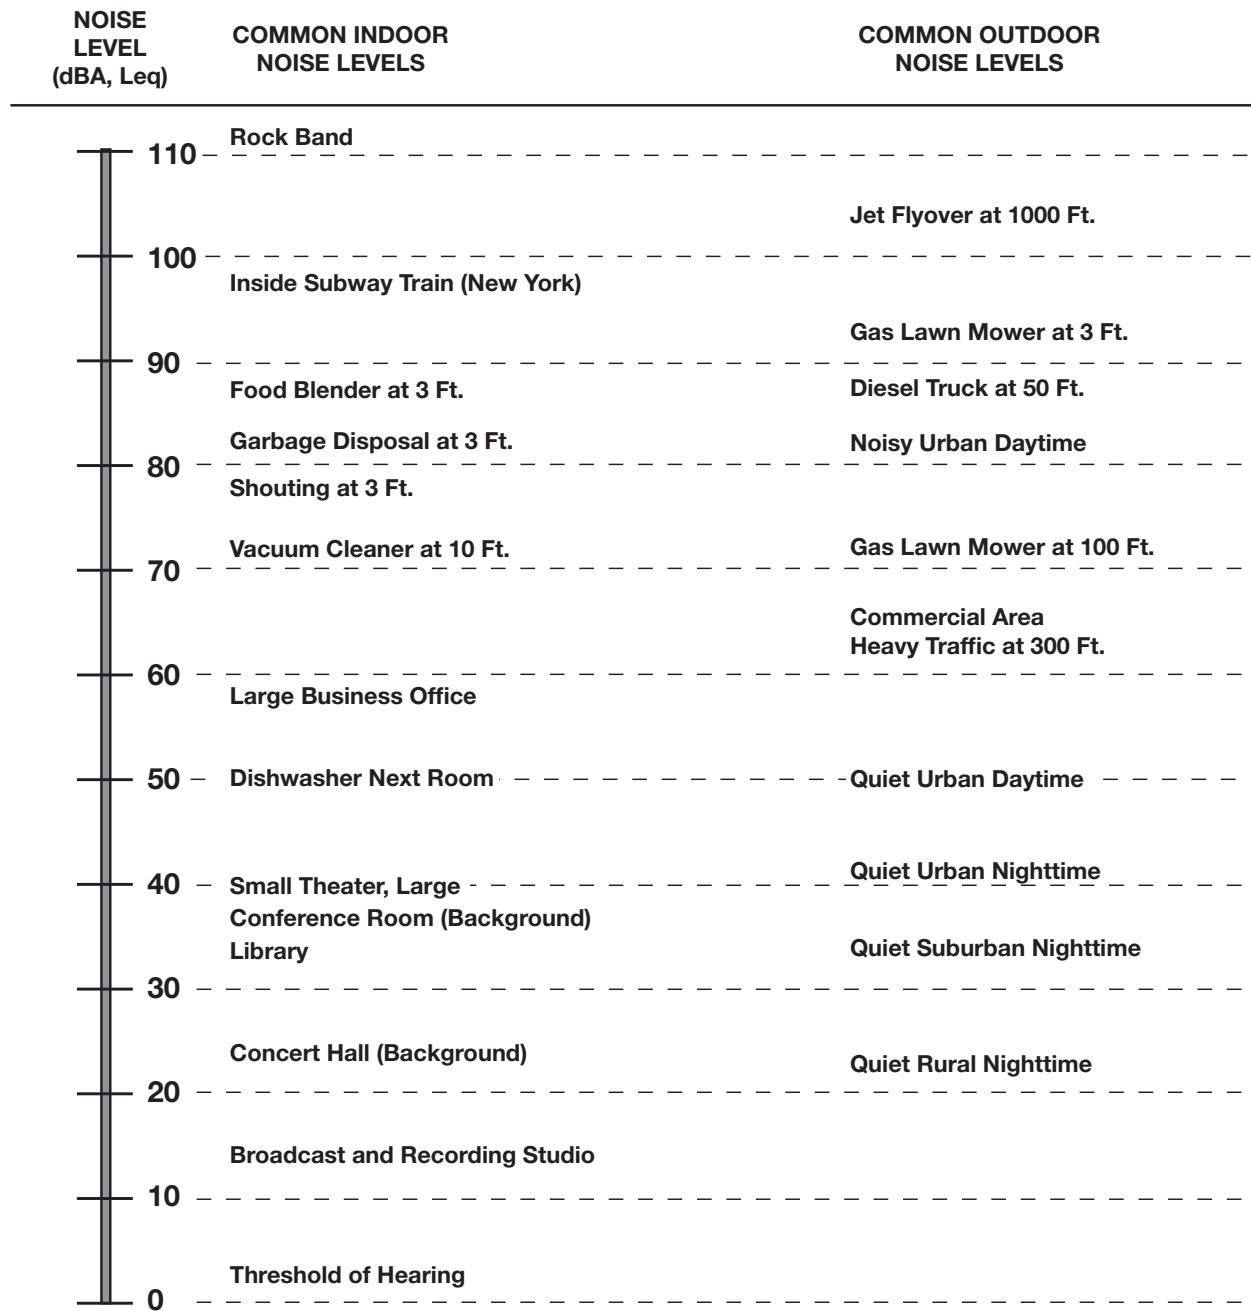 NOISE
LEVEL
(dBA, Leq)
COMMON INDOOR
NOISE LEVELS
COMMON OUTDOOR
NOISE LEVELS
Rock Band
110
Jet Flyover at 1000 Ft.
100
Inside Subway Train (New York)
Gas Lawn Mower at 3 Ft.
90
Food Blender at 3 Ft.
Diesel Truck at 50 Ft.
Garbage Disposal at 3 Ft.
Noisy Urban Daytime
80
Shouting at 3 Ft.
Vacuum Cleaner at 10 Ft.
Gas Lawn Mower at 100 Ft.
70
Commercial Area
Heavy Traffic at 300 Ft.
60
Large Business Office
50
Dishwasher Next Room
Quiet Urban Daytime
Quiet Urban Nighttime
40
Small Theater, Large
Conference Room (Background)
Library
Quiet Suburban Nighttime
30
Concert Hall (Background)
Quiet Rural Nighttime
20
Broadcast and Recording Studio
10
Threshold of Hearing
0